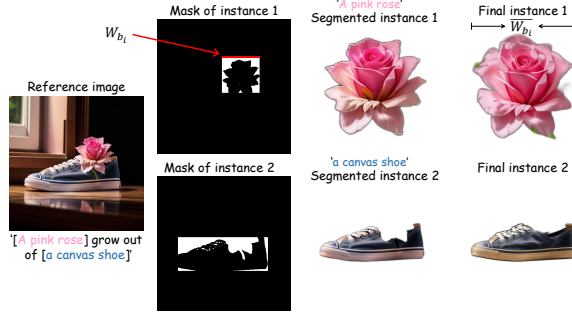 Reference image
'[A pink rose] grow out
of [a canvas shoe]'
Mask of instance 1
W_{b_i}
Mask of instance 2
'A pink rose'
Segmented instance 1
'a canvas shoe'
Segmented instance 2
Final instance 1
\overline{W_{b_i}}
Final instance 2